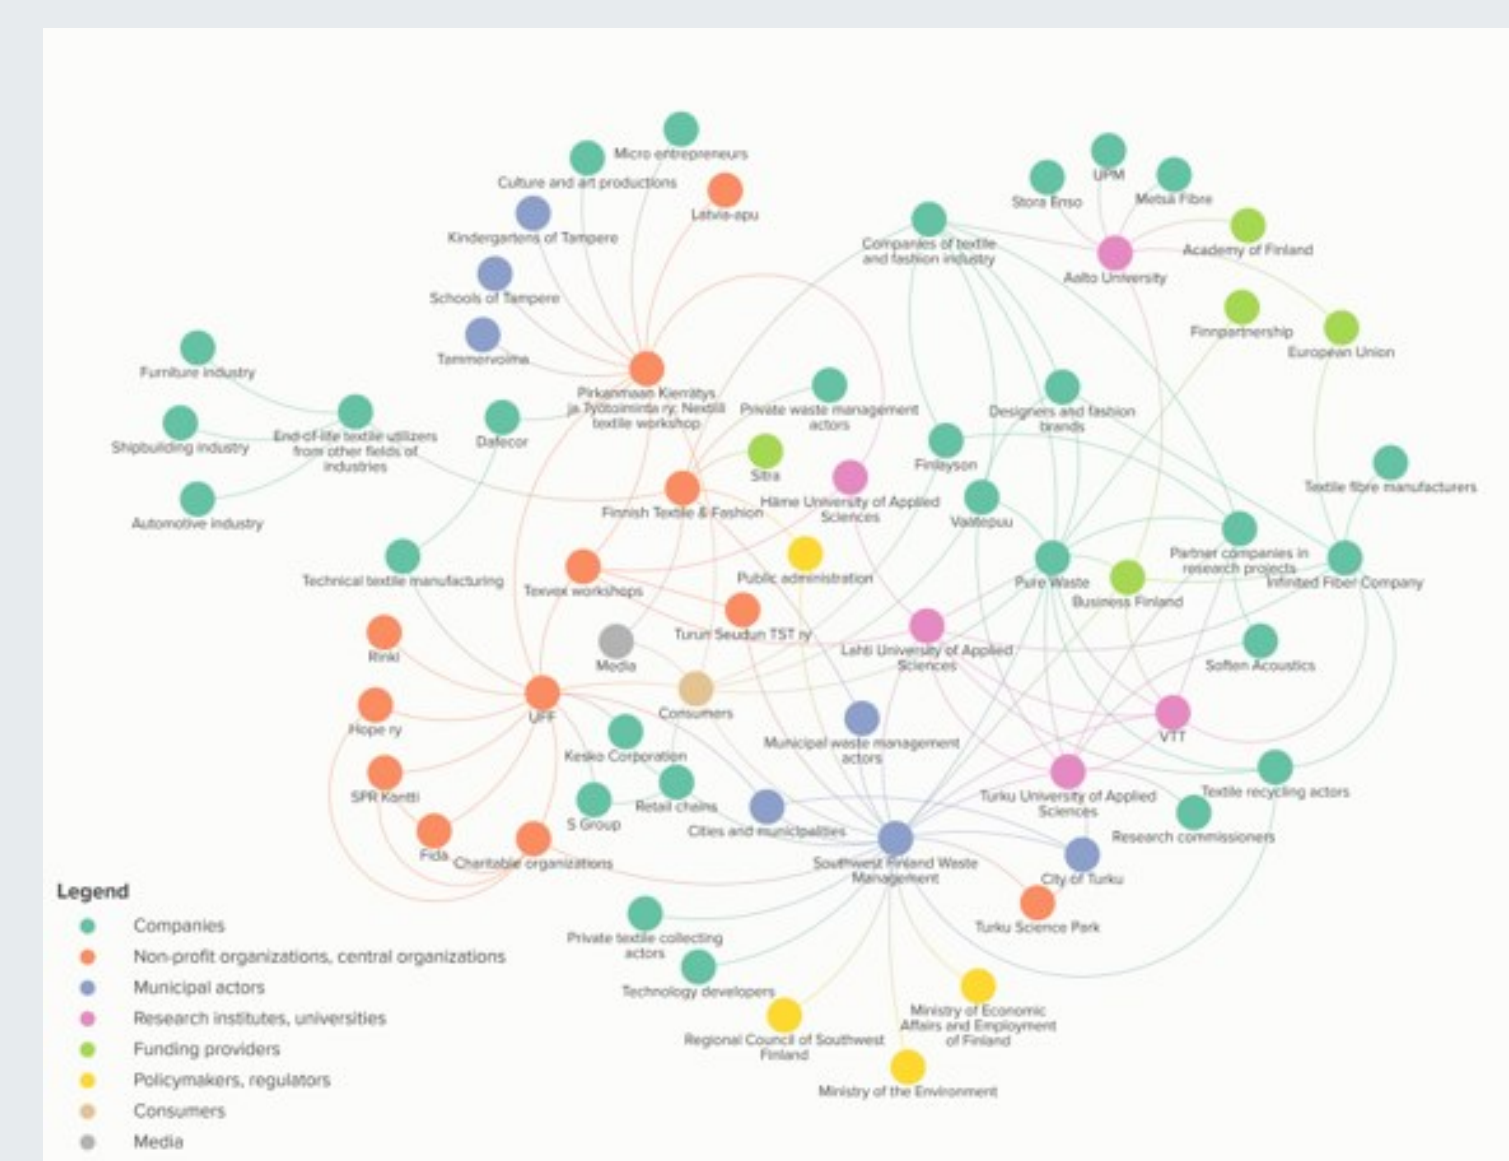 Micro entrepreneurs
Culture and art productions
Latvia-apu
Kindergartens of Tampere
Schools of Tampere
Tammervoima
UPM
Stora Enso
Metsä Fibre
Companies of textile
and fashion industry
Academy of Finland
Aalto University
Finnpartnership
European Union
Furniture industry
Shipbuilding industry
End-of-life textile utilizers
from other fields of
industries
Automotive industry
Dafecor
Pirkanmaan Kierrätys
ja Työtoiminta ry: Nextiili
textile workshop
Private waste management
actors
Designers and fashion
brands
Finlayson
Sitra
Häme University of Applied
Sciences
Finnish Textile & Fashion
Vaatepuu
Textile fibre manufacturers
Partner companies in
research projects
Infinited Fiber Company
Technical textile manufacturing
Texvex workshops
Public administration
Pure Waste
Business Finland
Rinki
Media
Turun Seudun TST ry
Lahti University of Applied
Sciences
Soften Acoustics
Hope ry
UFF
Consumers
Kesko Corporation
Municipal waste management
actors
VTT
SPR Kontti
S Group
Retail chains
Cities and municipalities
Turku University of Applied
Sciences
Textile recycling actors
Research commissioners
Fida
Charitable organizations
Southwest Finland Waste
Management
City of Turku
Turku Science Park
Private textile collecting
actors
Technology developers
Regional Council of Southwest
Finland
Ministry of Economic
Affairs and Employment
of Finland
Ministry of the Environment
Legend
Companies
Non-profit organizations, central organizations
Municipal actors
Research institutes, universities
Funding providers
Policymakers, regulators
Consumers
Media